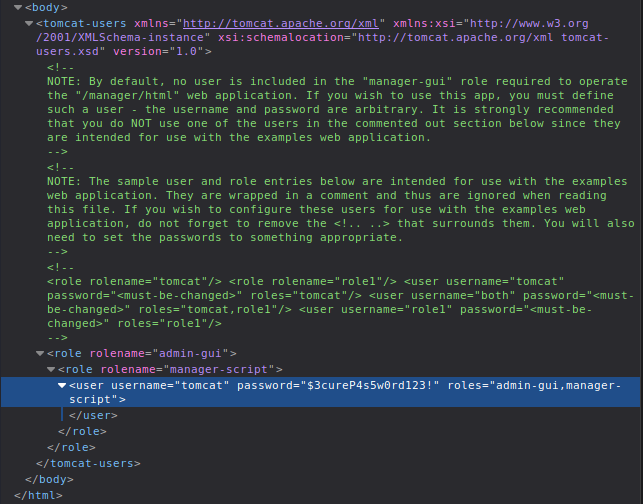 <body>
<tomcat-users xmlns="http://tomcat.apache.org/xml" xmlns:xsi="http://www.w3.org
/2001/XMLSchema-instance" xsi:schemalocation="http://tomcat.apache.org/xml tomcat-
users.xsd" version="1.0">
<!--
NOTE: By default, no user is included in the "manager-gui" role required to operate
the "/manager/html" web application. If you wish to use this app, you must define
such a user - the username and password are arbitrary. It is strongly recommended
that you do NOT use one of the users in the commented out section below since they
are intended for use with the examples web application.
-->
<!--
NOTE: The sample user and role entries below are intended for use with the examples
web application. They are wrapped in a comment and thus are ignored when reading
this file. If you wish to configure these users for use with the examples web
application, do not forget to remove the <!.. ..> that surrounds them. You will also
need to set the passwords to something appropriate.
-->
<!--
<role rolename="tomcat"/> <role rolename="role1"/> <user username="tomcat"
password="<must-be-changed>" roles="tomcat"/> <user username="both" password="<must-
be-changed>" roles="tomcat,role1"/> <user username="role1" password="<must-be-
changed>" roles="role1"/>
-->
<role rolename="admin-gui">
<role rolename="manager-script">
<user username="tomcat" password="$3cureP4s5w0rd123!" roles="admin-gui,manager-
script">
</user>
</role>
</role>
</tomcat-users>
</body>
</html>